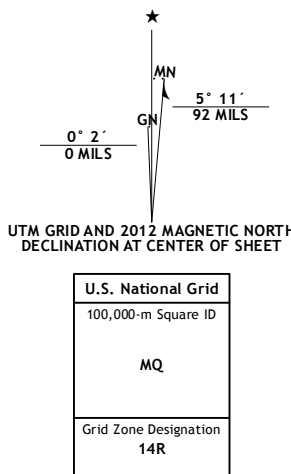 ★
MN
5° 11´
92 MILS
GN
0° 2´
0 MILS
UTM GRID AND 2012 MAGNETIC NORTH
DECLINATION AT CENTER OF SHEET
U.S. National Grid
100,000-m Square ID
MQ
Grid Zone Designation
14R